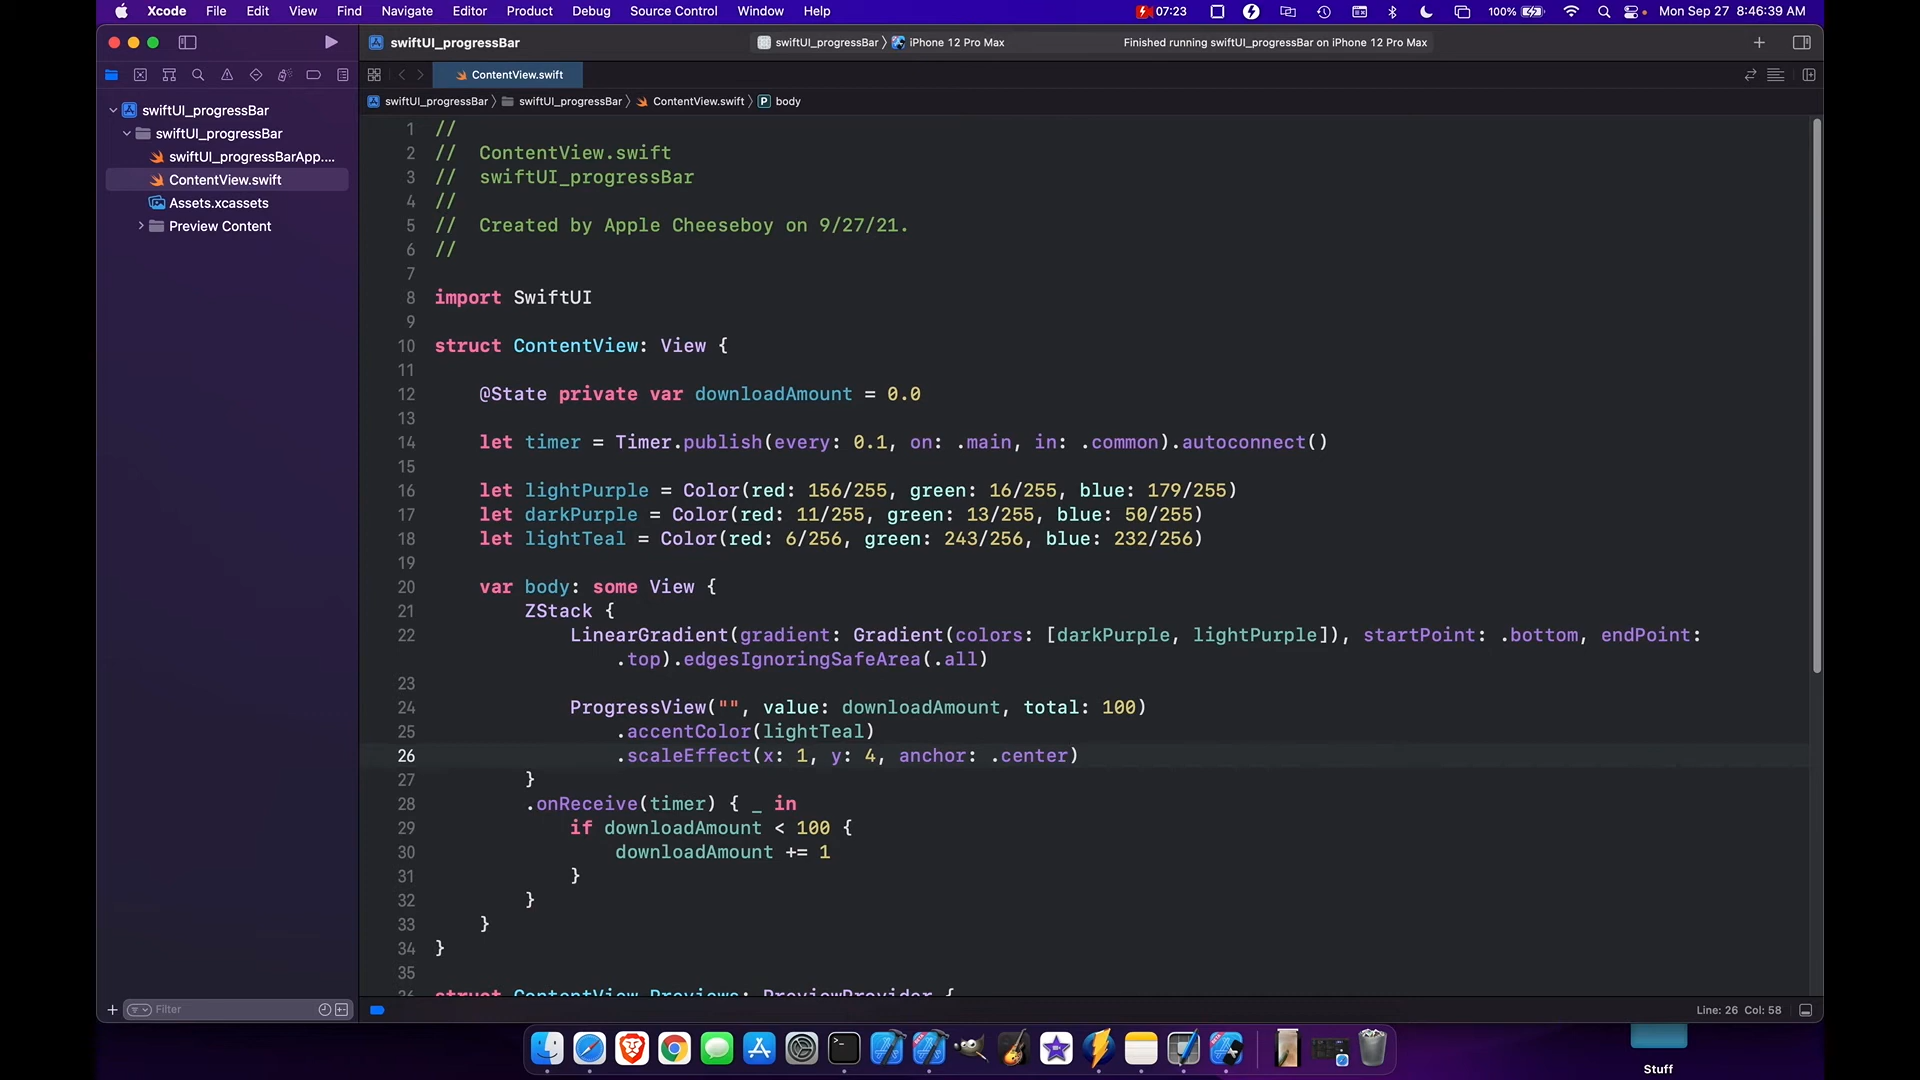 Xcode File Edit View Find Navigate Editor Product Debug Source Control Window Help 07:23 100% Mon Sep 27 8:46:39 AM
swiftUI_progressBar swiftUI_progressBar iPhone 12 Pro Max Finished running swiftUI_progressBar on iPhone 12 Pro Max
ContentView.swift
swiftUI_progressBar swiftUI_progressBar ContentView.swift P body
swiftUI_progressBar
swiftUI_progressBar
swiftUI_progressBarApp....
ContentView.swift
Assets.xcassets
Preview Content
1 //
2 // ContentView.swift
3 // swiftUI_progressBar
4 //
5 // Created by Apple Cheeseboy on 9/27/21.
6 //
7
8 import SwiftUI
9
10 struct ContentView: View {
11
12 @State private var downloadAmount = 0.0
13
14 let timer = Timer.publish(every: 0.1, on: .main, in: .common).autoconnect()
15
16 let lightPurple = Color(red: 156/255, green: 16/255, blue: 179/255)
17 let darkPurple = Color(red: 11/255, green: 13/255, blue: 50/255)
18 let lightTeal = Color(red: 6/256, green: 243/256, blue: 232/256)
19
20 var body: some View {
21 ZStack {
22 LinearGradient(gradient: Gradient(colors: [darkPurple, lightPurple]), startPoint: .bottom, endPoint:
.top).edgesIgnoringSafeArea(.all)
23
24 ProgressView("", value: downloadAmount, total: 100)
25 .accentColor(lightTeal)
26 .scaleEffect(x: 1, y: 4, anchor: .center)
27 }
28 .onReceive(timer) { _ in
29 if downloadAmount < 100 {
30 downloadAmount += 1
31 }
32 }
33 }
34 }
35
struct ContentView_Previews: PreviewProvider {
Filter
Line: 26 Col: 58
Stuff